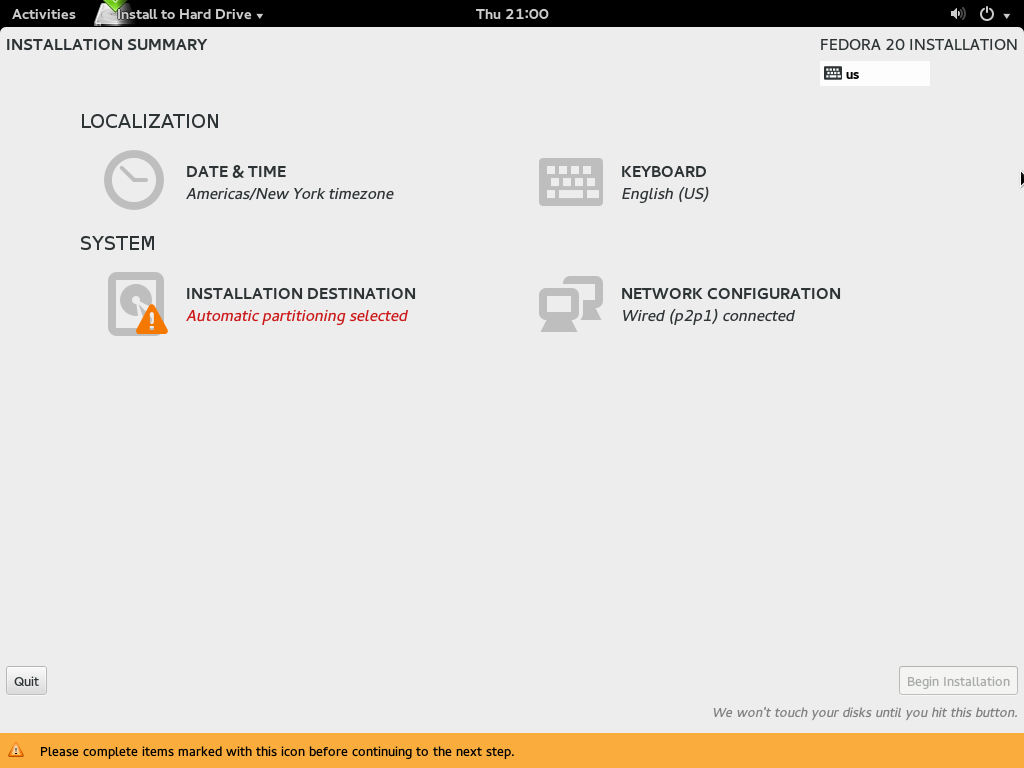 Activities Install to Hard Drive Thu 21:00
INSTALLATION SUMMARY FEDORA 20 INSTALLATION
us
LOCALIZATION
DATE & TIME KEYBOARD
Americas/New York timezone English (US)
SYSTEM
INSTALLATION DESTINATION NETWORK CONFIGURATION
Automatic partitioning selected Wired (p2p1) connected
Quit Begin Installation
We won't touch your disks until you hit this button.
Please complete items marked with this icon before continuing to the next step.